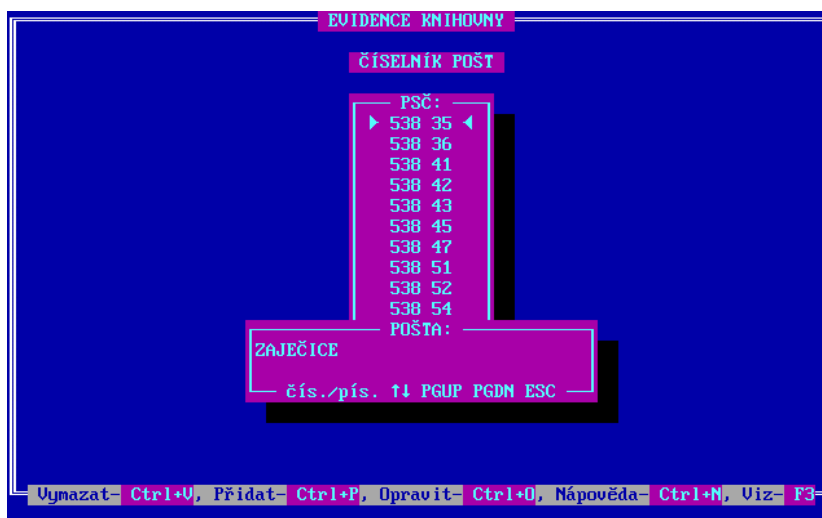 EVIDENCE KNIHOVNY
ČÍSELNÍK POŠT
PSČ:
538 35
538 36
538 41
538 42
538 43
538 45
538 47
538 51
538 52
538 54
POŠTA:
ZAJEČICE
čís./pís. ↑↓ PGUP PGDN ESC
Vymazat- Ctrl+V, Přidat- Ctrl+P, Opravit- Ctrl+O, Nápověda- Ctrl+N, Viz- F3